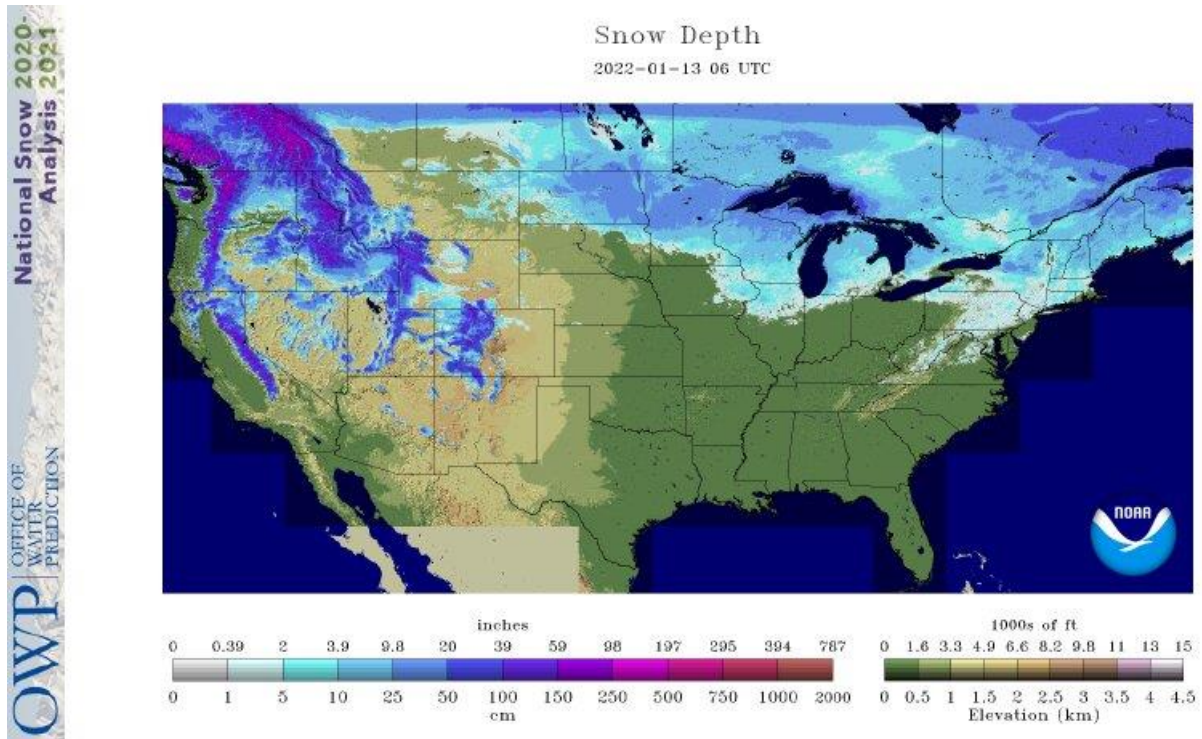 National Snow 2020-
Analysis 2021
OWP
OFFICE OF
WATER
PREDICTION
Snow Depth
2022-01-13 06 UTC
NOAA
inches
0 0.39 2 3.9 9.8 20 39 59 98 197 295 394 787
0 1 5 10 25 50 100 150 250 500 750 1000 2000
cm
1000s of ft
0 1.6 3.3 4.9 6.6 8.2 9.8 11 13 15
0 0.5 1 1.5 2 2.5 3 3.5 4 4.5
Elevation (km)